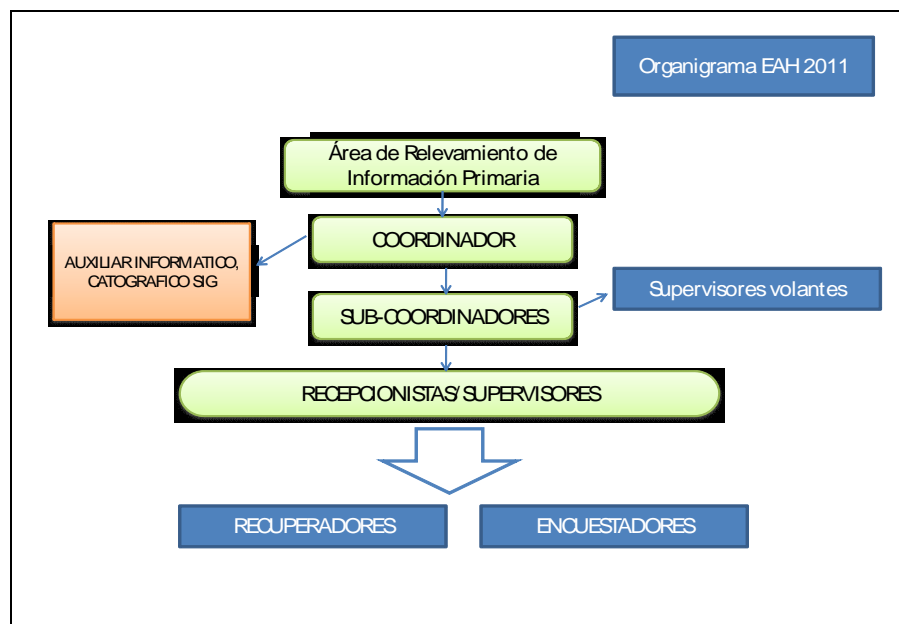 Organigrama EAH 2011
Área de Relevamiento de
Información Primaria
COORDINADOR
AUXILIAR INFORMATICO,
CATOGRAFICO SIG
Supervisores volantes
SUB-COORDINADORES
RECEPCIONISTAS/ SUPERVISORES
RECUPERADORES
ENCUESTADORES